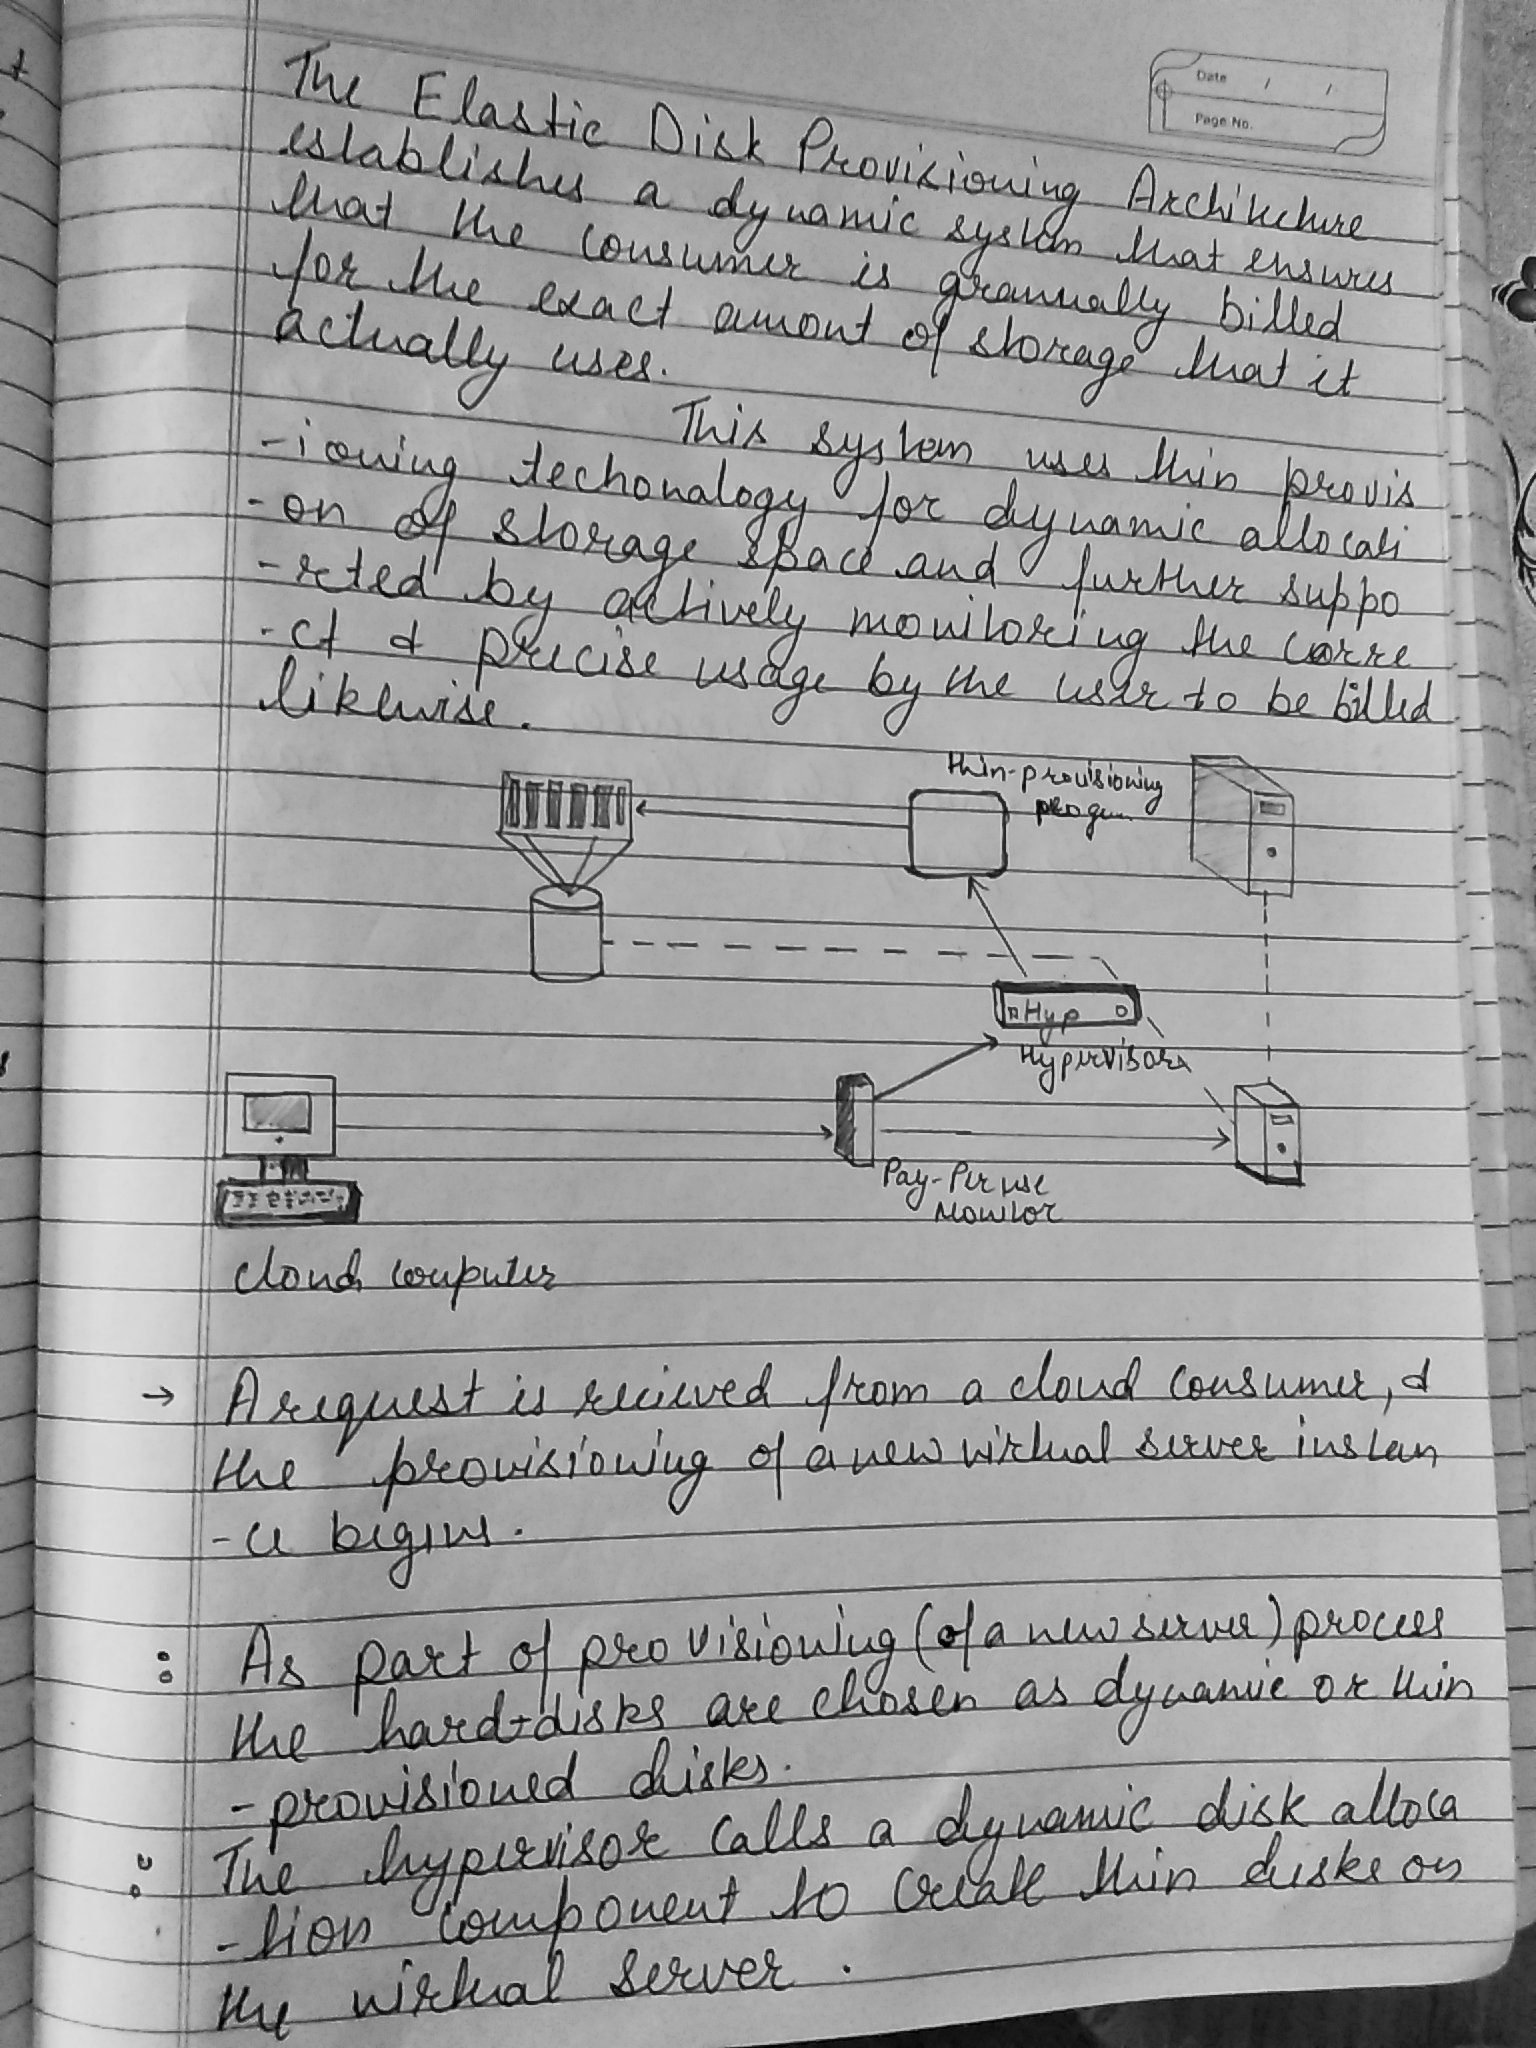 Date / /
Page No.
The Elastic Disk Provisioning Architecture
establishes a dynamic system that ensures
that the consumer is grannally billed
for the exact amont of storage that it
actually uses.
This system uses thin provis
-ioning techonalogy for dynamic allocati
-on of storage space and further suppo
-rted by actively monitoring the corre
-ct & precise usage by the user to be billed
likewise.
thin-provisioning
Hyp
Hypervisors
Pay-Per use
Monitor
cloud computer
→ A request is recieved from a cloud consumer, &
the provisioning of a new virtual server instan
-ce begins.
: As part of provisioning (of a new server) process
the hard-disks are chosen as dynamic or thin
-provisioned disks.
: The hypervisor calls a dynamic disk alloca
-tion component to create thin disks on
the virtual server.